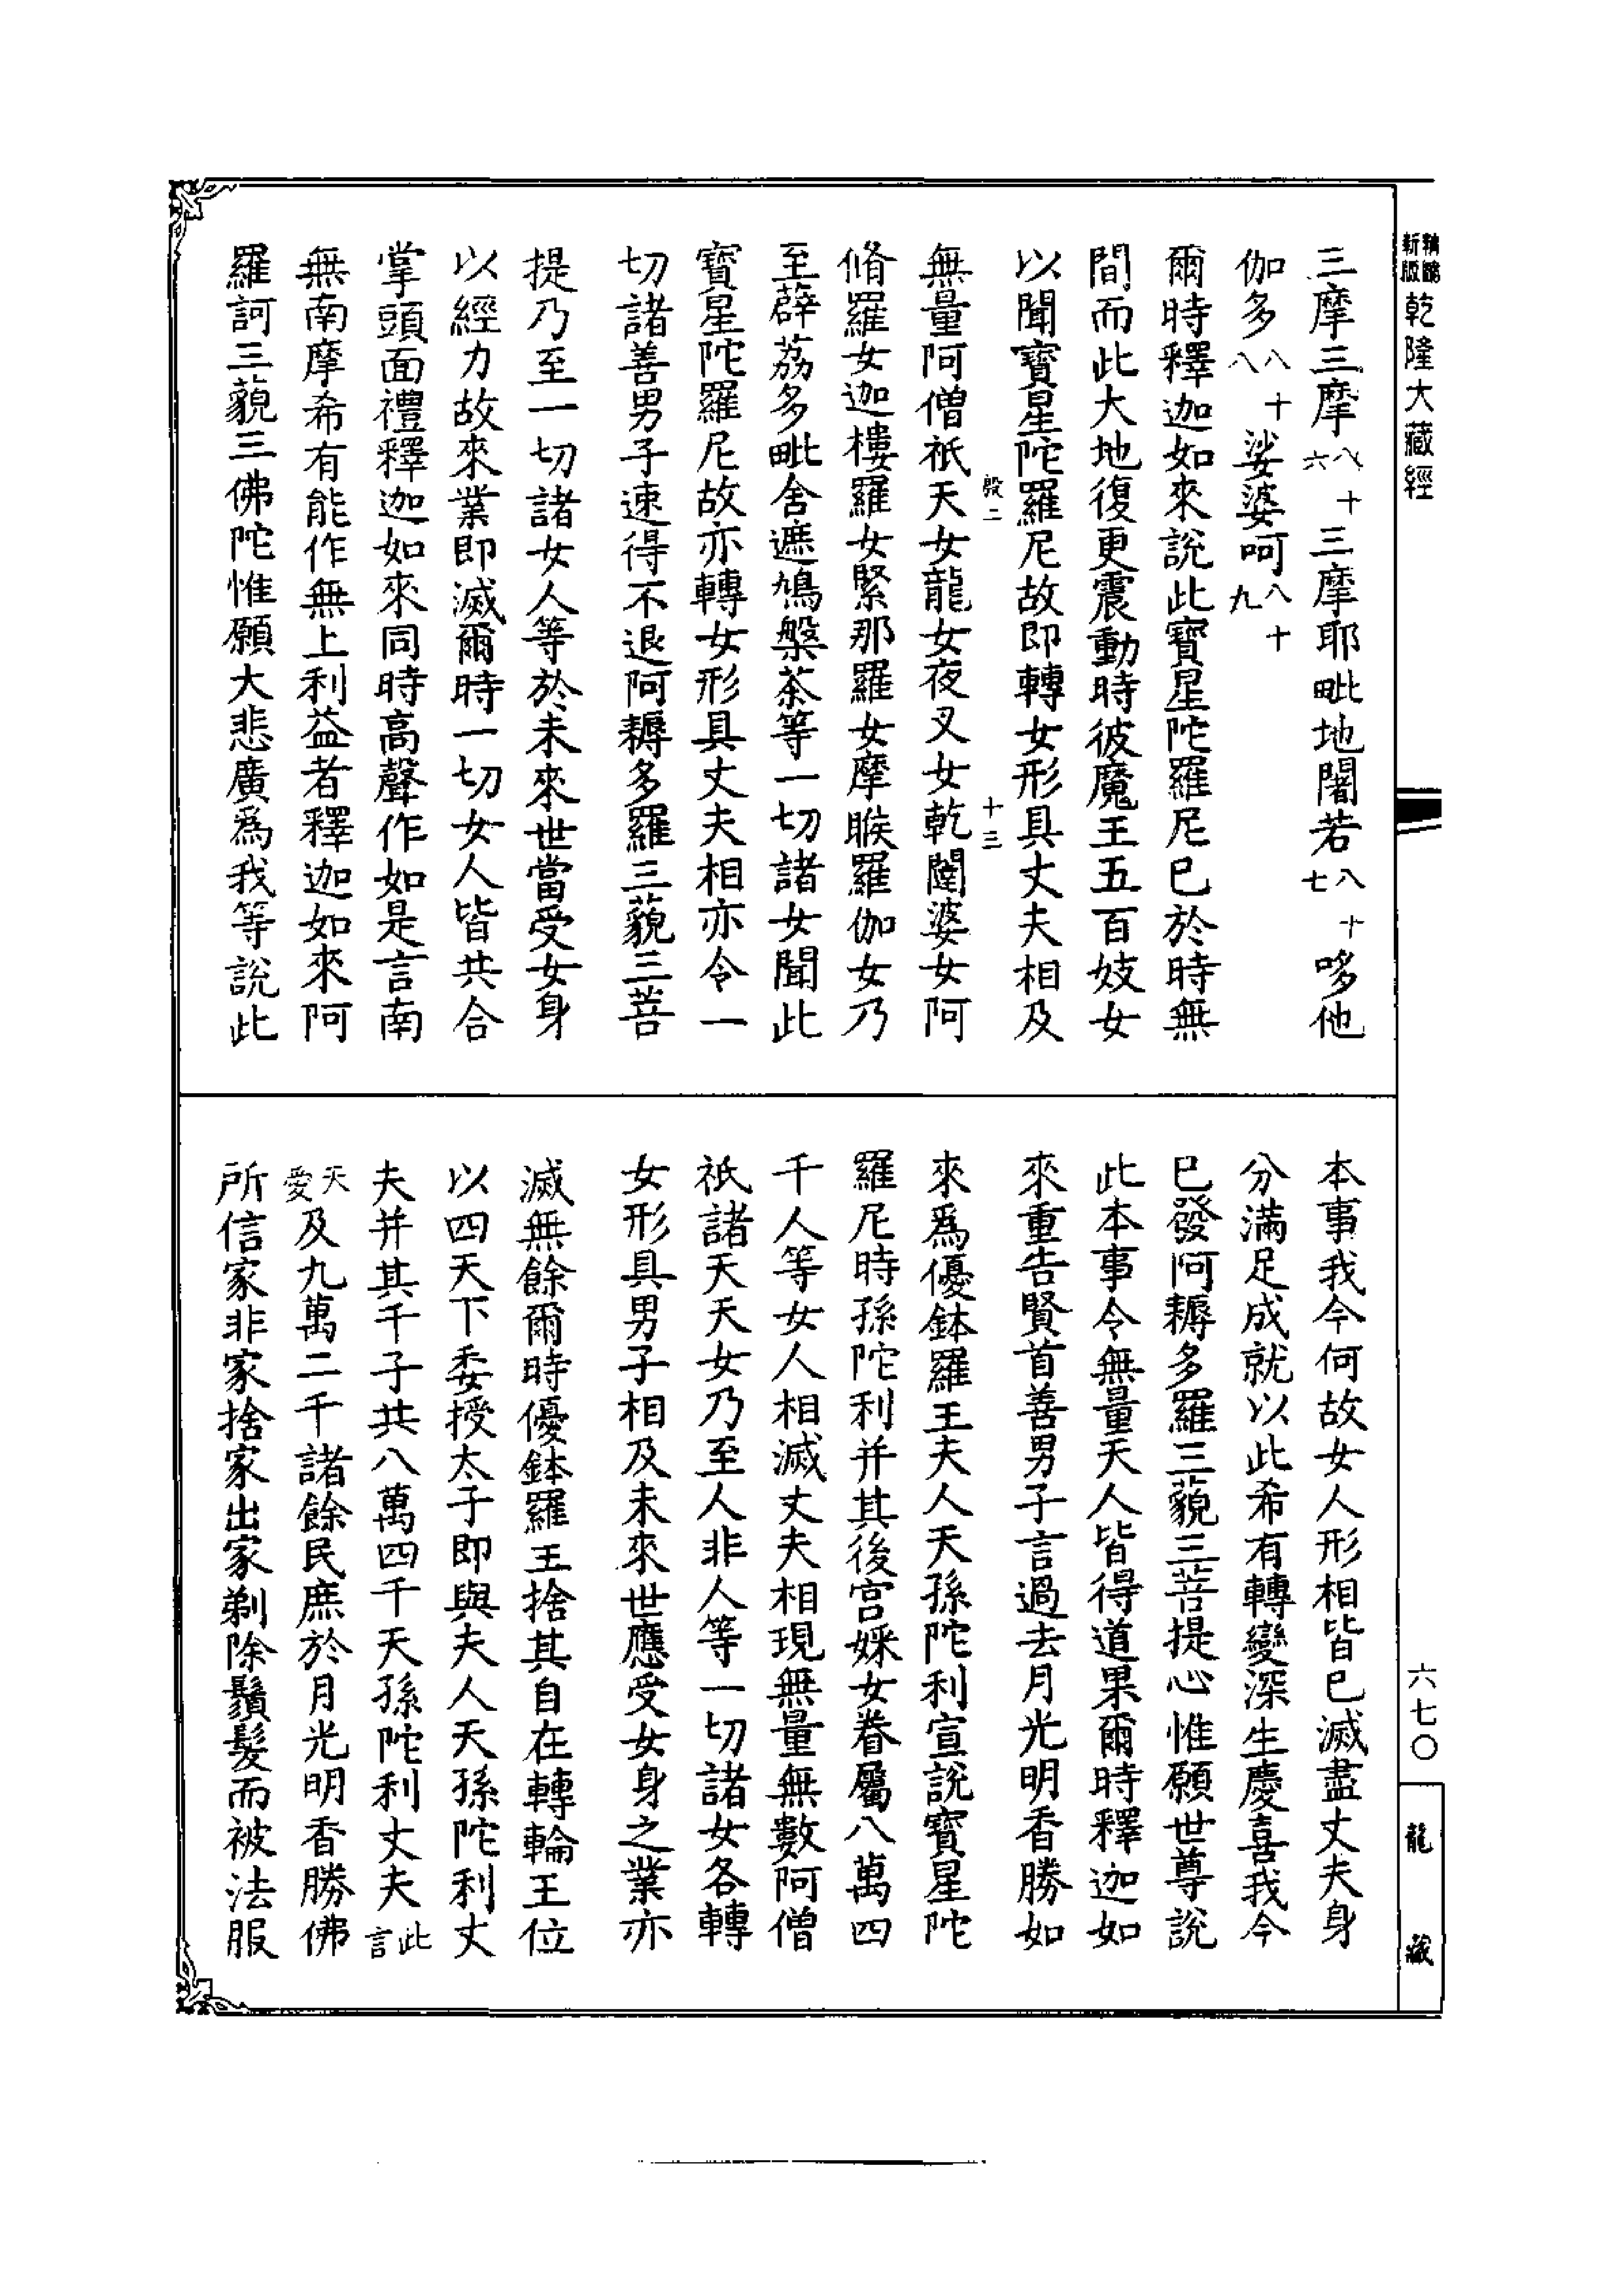 新版 乾隆大藏經
三摩三摩八十六三摩耶毗地闍若八十七哆他
伽多八十八娑婆呵八十九
爾時釋迦如來說此寶星陀羅尼已於時無
間而此大地復更震動時彼魔王五百妓女
以聞寶星陀羅尼故即轉女形具丈夫相及
殷二 十三
無量阿僧祇天女龍女夜叉女乾闥婆女阿
脩羅女迦樓羅女緊那羅女摩睺羅伽女乃
至薜荔多毗舍遮鳩槃茶等一切諸女聞此
寶星陀羅尼故亦轉女形具丈夫相亦令一
切諸善男子速得不退阿耨多羅三藐三菩
提乃至一切諸女人等於未來世當受女身
以經力故來業即滅爾時一切女人皆共合
掌頭面禮釋迦如來同時高聲作如是言南
無南摩希有能作無上利益者釋迦如來阿
羅訶三藐三佛陀惟願大悲廣爲我等說此
本事我今何故女人形相皆已滅盡丈夫身
分滿足成就以此希有轉變深生慶喜我今
已發阿耨多羅三藐三菩提心惟願世尊說
此本事令無量天人皆得道果爾時釋迦如
來重告賢首善男子言過去月光明香勝如
來爲優鉢羅王夫人天孫陀利宣說寶星陀
羅尼時孫陀利并其後宮婇女眷屬八萬四
千人等女人相滅丈夫相現無量無數阿僧
祇諸天天女乃至人非人等一切諸女各轉
女形具男子相及未來世應受女身之業亦
滅無餘爾時優鉢羅王捨其自在轉輪王位
以四天下委授太子即與夫人天孫陀利丈
夫并其千子共八萬四千天孫陀利丈夫此言
天愛及九萬二千諸餘民庶於月光明香勝佛
所信家非家捨家出家剃除鬚髮而被法服
六七〇
龍藏